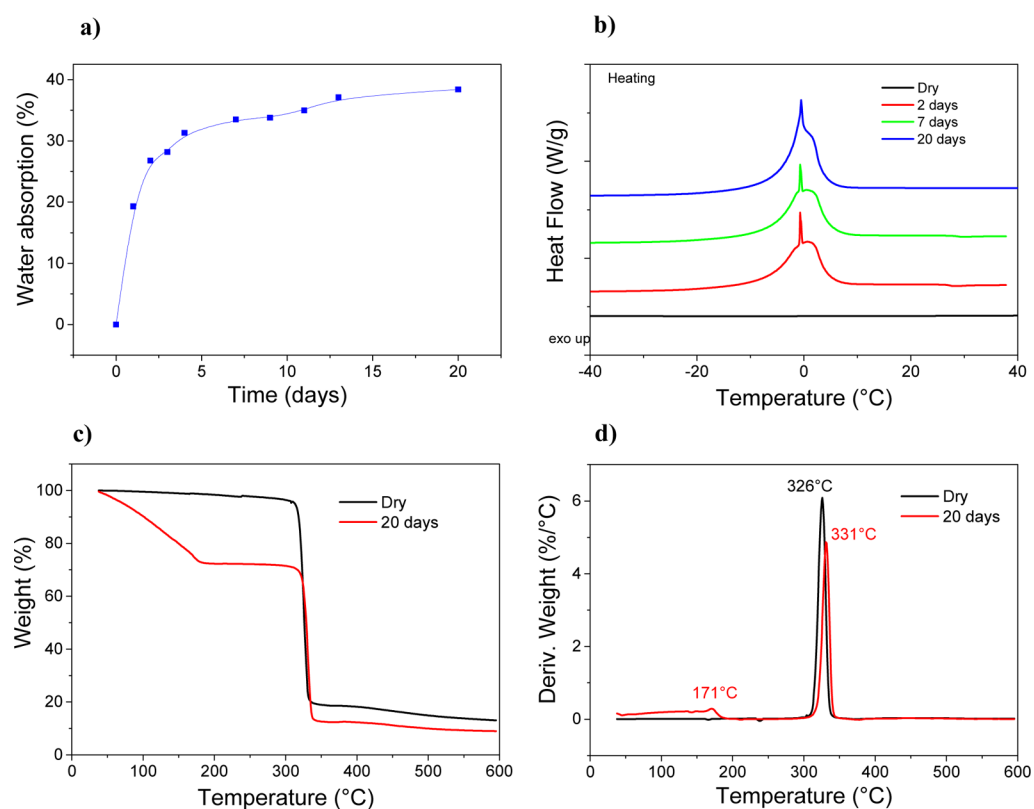 a)
40
30
20
10
0
Water absorption (%)
0 5 10 15 20
Time (days)
b)
Heating
Dry
2 days
7 days
20 days
Heat Flow (W/g)
exo up
-40 -20 0 20 40
Temperature (°C)
c)
100
80
60
40
20
0
Weight (%)
Dry
20 days
0 100 200 300 400 500 600
Temperature (°C)
d)
6
4
2
0
Deriv. Weight (%/°C)
326°C
Dry
20 days
331°C
171°C
0 100 200 300 400 500 600
Temperature (°C)